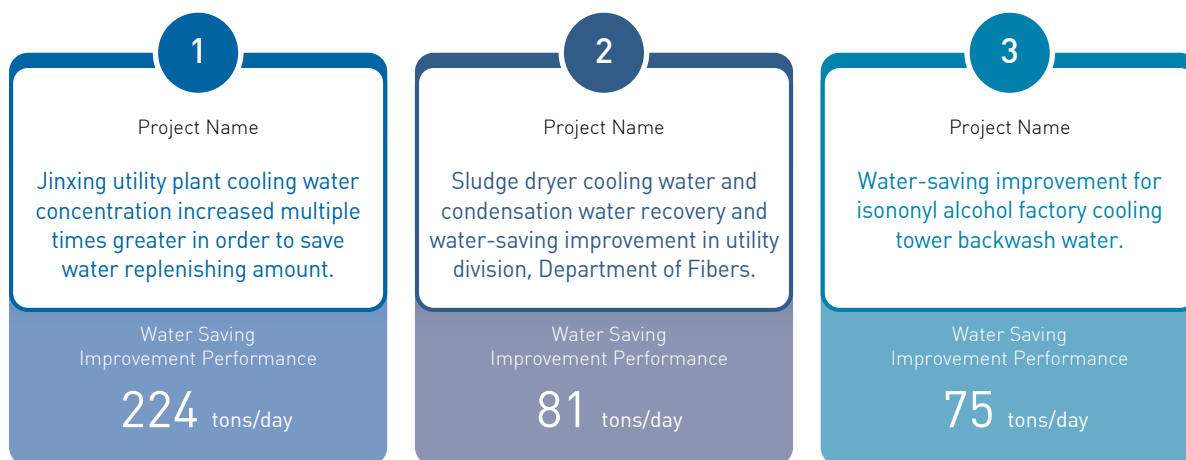 1
Project Name
Jinxing utility plant cooling water
concentration increased multiple
times greater in order to save
water replenishing amount.
Water Saving
Improvement Performance
224 tons/day
2
Project Name
Sludge dryer cooling water and
condensation water recovery and
water-saving improvement in utility
division, Department of Fibers.
Water Saving
Improvement Performance
81 tons/day
3
Project Name
Water-saving improvement for
isononyl alcohol factory cooling
tower backwash water.
Water Saving
Improvement Performance
75 tons/day